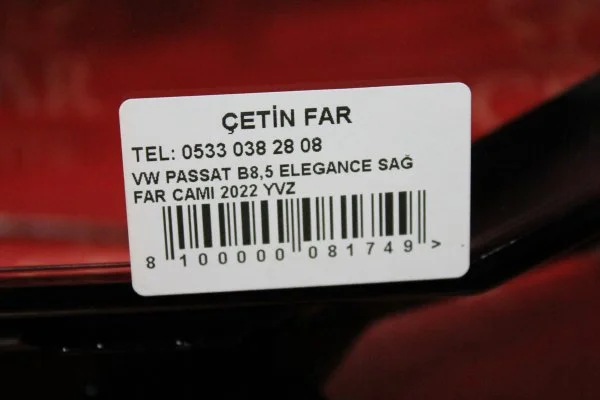 ÇETİN FAR
TEL: 0533 038 28 08
VW PASSAT B8,5 ELEGANCE SAĞ
FAR CAMI 2022 YVZ
8 100000 081749 >